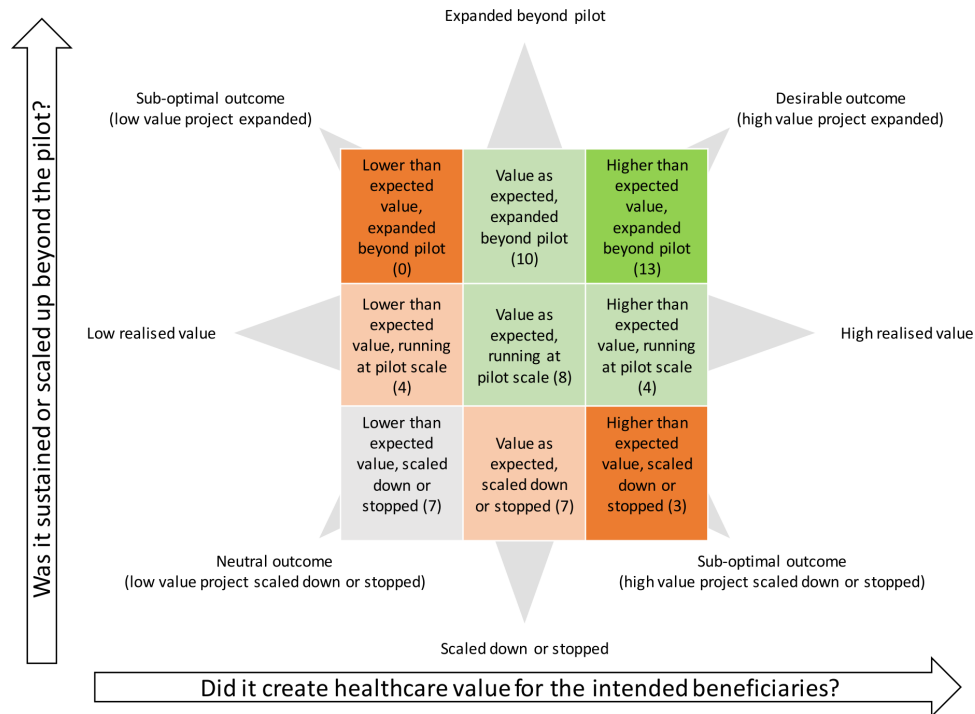 Expanded beyond pilot
Sub-optimal outcome
(low value project expanded)
Desirable outcome
(high value project expanded)
Was it sustained or scaled up beyond the pilot?
Lower than
expected
value,
expanded
beyond pilot
(0)
Value as
expected,
expanded
beyond pilot
(10)
Higher than
expected
value,
expanded
beyond pilot
(13)
Low realised value
Lower than
expected
value, running
at pilot scale
(4)
Value as
expected,
running at
pilot scale (8)
Higher than
expected
value, running
at pilot scale
(4)
High realised value
Lower than
expected
value, scaled
down or
stopped (7)
Value as
expected,
scaled down
or stopped (7)
Higher than
expected
value, scaled
down or
stopped (3)
Neutral outcome
(low value project scaled down or stopped)
Sub-optimal outcome
(high value project scaled down or stopped)
Scaled down or stopped
Did it create healthcare value for the intended beneficiaries?